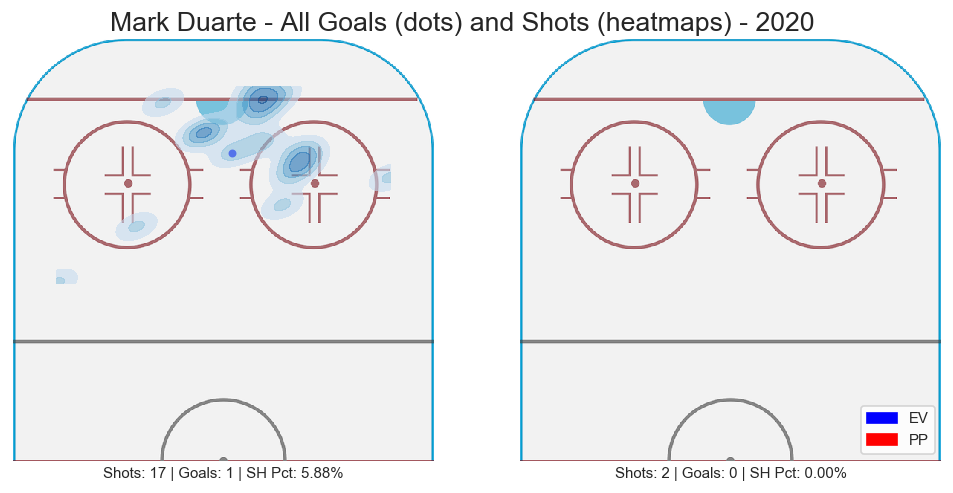 Mark Duarte - All Goals (dots) and Shots (heatmaps) - 2020
EV
PP
Shots: 17 | Goals: 1 | SH Pct: 5.88%
Shots: 2 | Goals: 0 | SH Pct: 0.00%